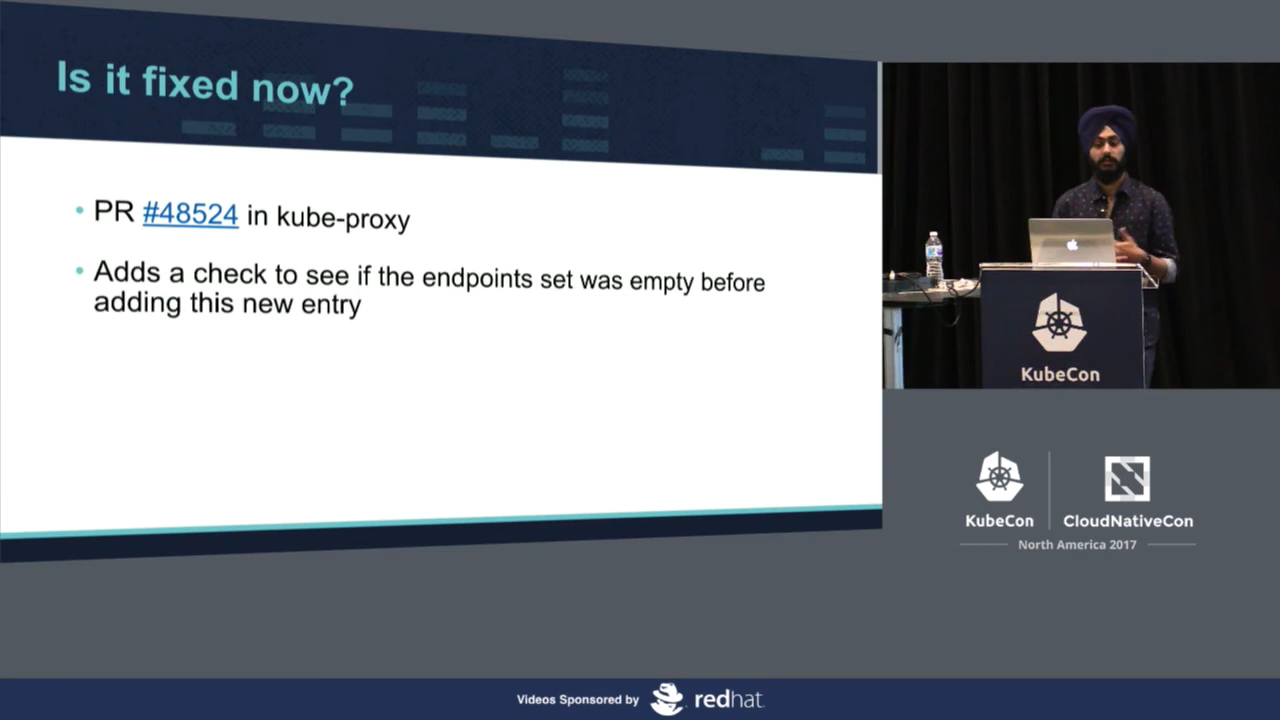 Is it fixed now?
• PR #48524 in kube-proxy
• Adds a check to see if the endpoints set was empty before
adding this new entry
KubeCon
KubeCon
CloudNativeCon
North America 2017
Videos Sponsored by redhat.